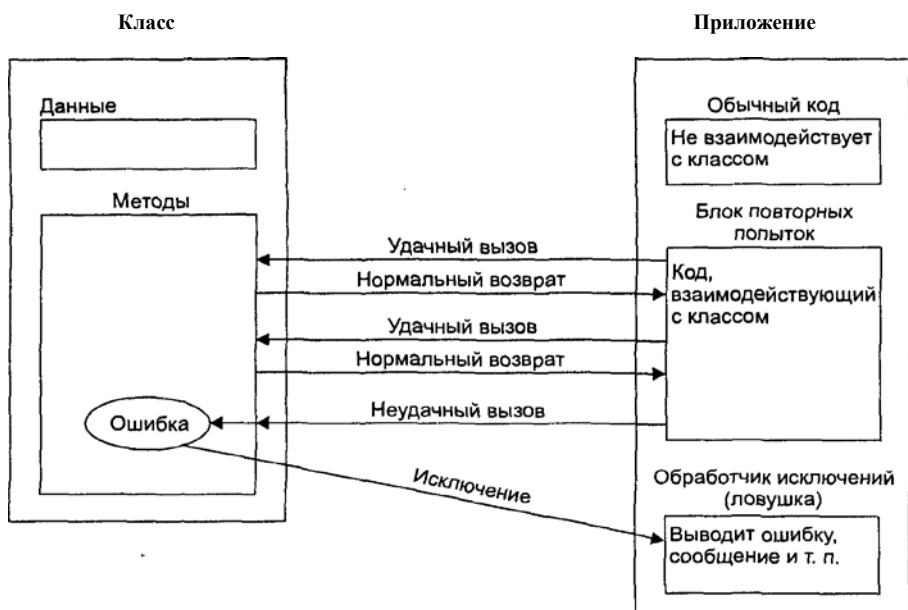 Класс
Приложение
Данные
Методы
Ошибка
Удачный вызов
Нормальный возврат
Удачный вызов
Нормальный возврат
Неудачный вызов
Исключение
Обычный код
Не взаимодействует
с классом
Блок повторных
попыток
Код,
взаимодействующий
с классом
Обработчик исключений
(ловушка)
Выводит ошибку,
сообщение и т. п.